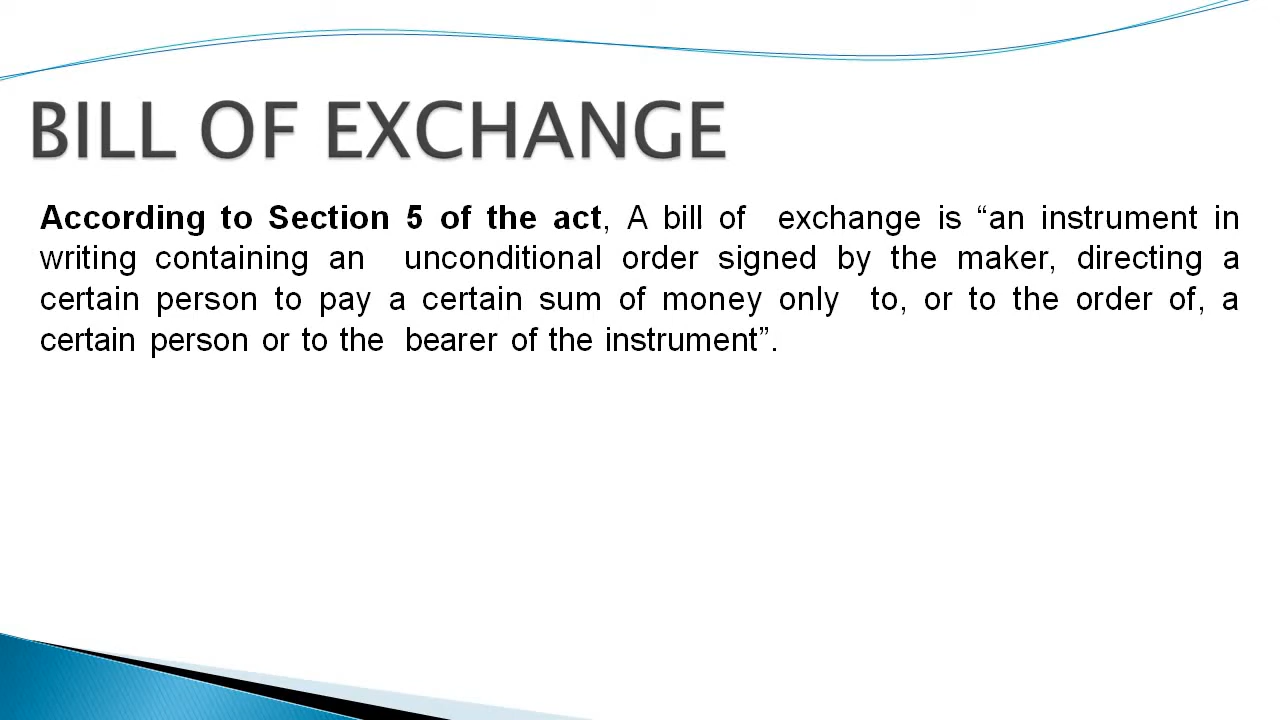 BILL OF EXCHANGE
According to Section 5 of the act, A bill of exchange is “an instrument in
writing containing an unconditional order signed by the maker, directing a
certain person to pay a certain sum of money only to, or to the order of, a
certain person or to the bearer of the instrument”.